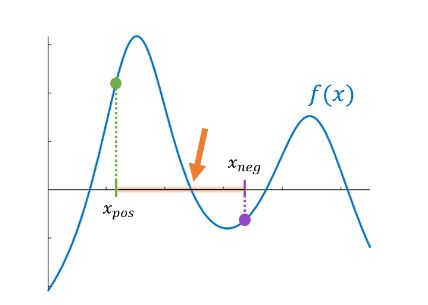 f(x)
x_neg
x_pos